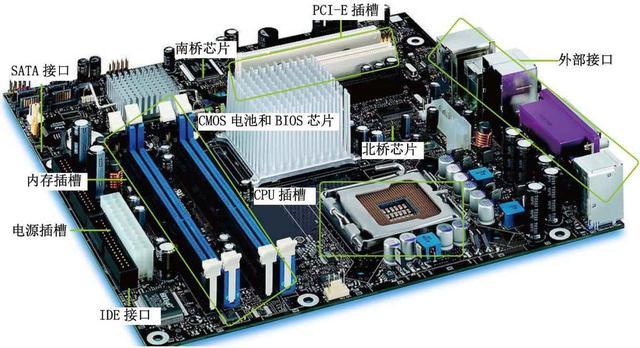 PCI-E 插槽
南桥芯片
外部接口
SATA 接口
CMOS 电池和 BIOS 芯片
北桥芯片
内存插槽
CPU 插槽
电源插槽
IDE 接口